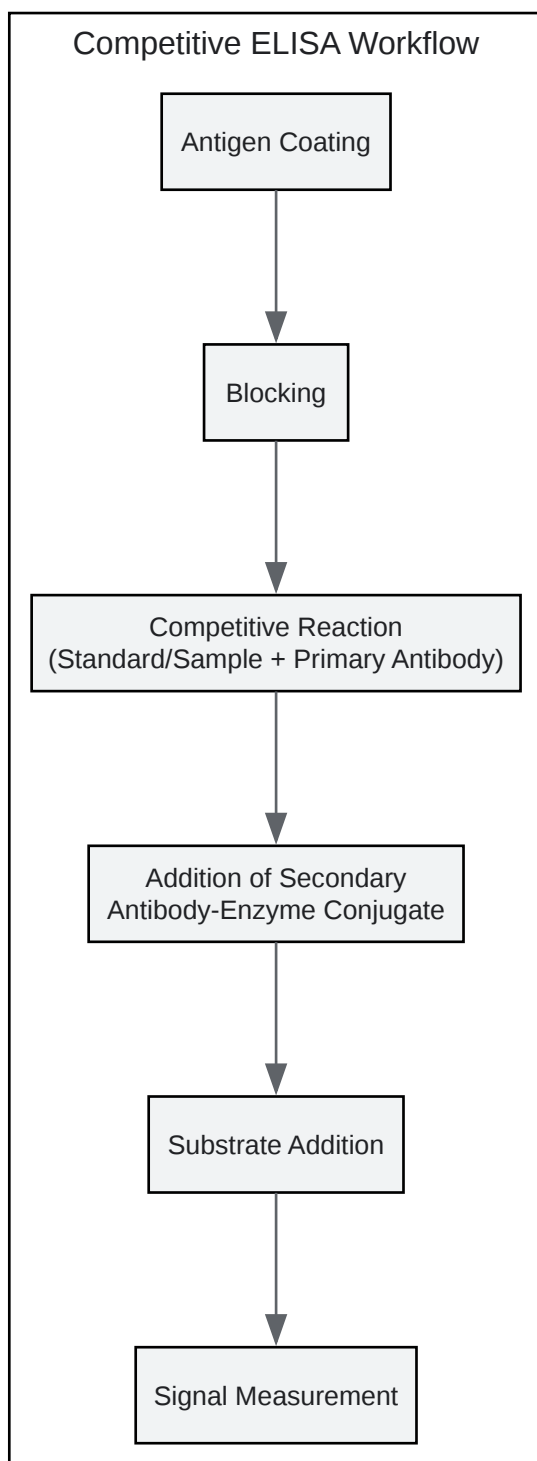 Competitive ELISA Workflow
Antigen Coating
Blocking
Competitive Reaction
(Standard/Sample + Primary Antibody)
Addition of Secondary
Antibody-Enzyme Conjugate
Substrate Addition
Signal Measurement